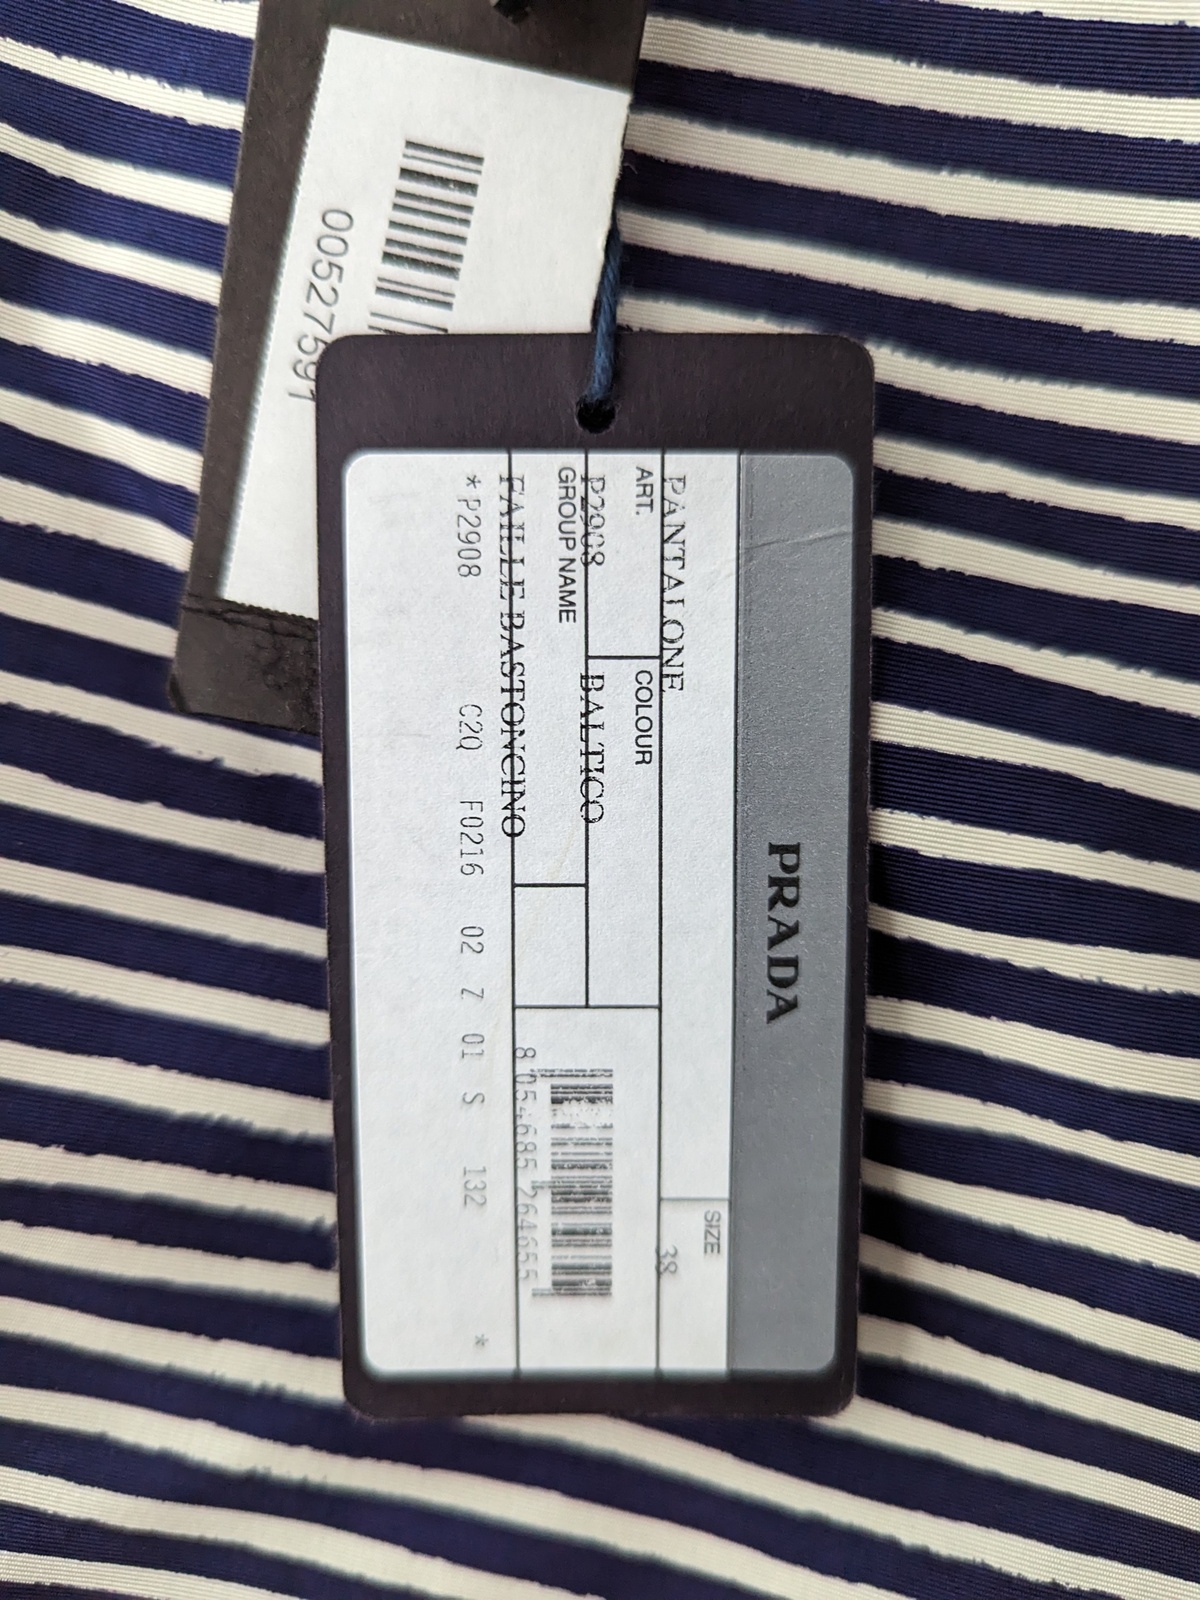 00527591
PRADA
SIZE
PANTALONE
38
ART.
COLOUR
P2908
BALTICO
GROUP NAME
FAILLE BASTONCINO
8 054685 264655
*P2908 C2Q F0216 02 Z 01 S 132 *